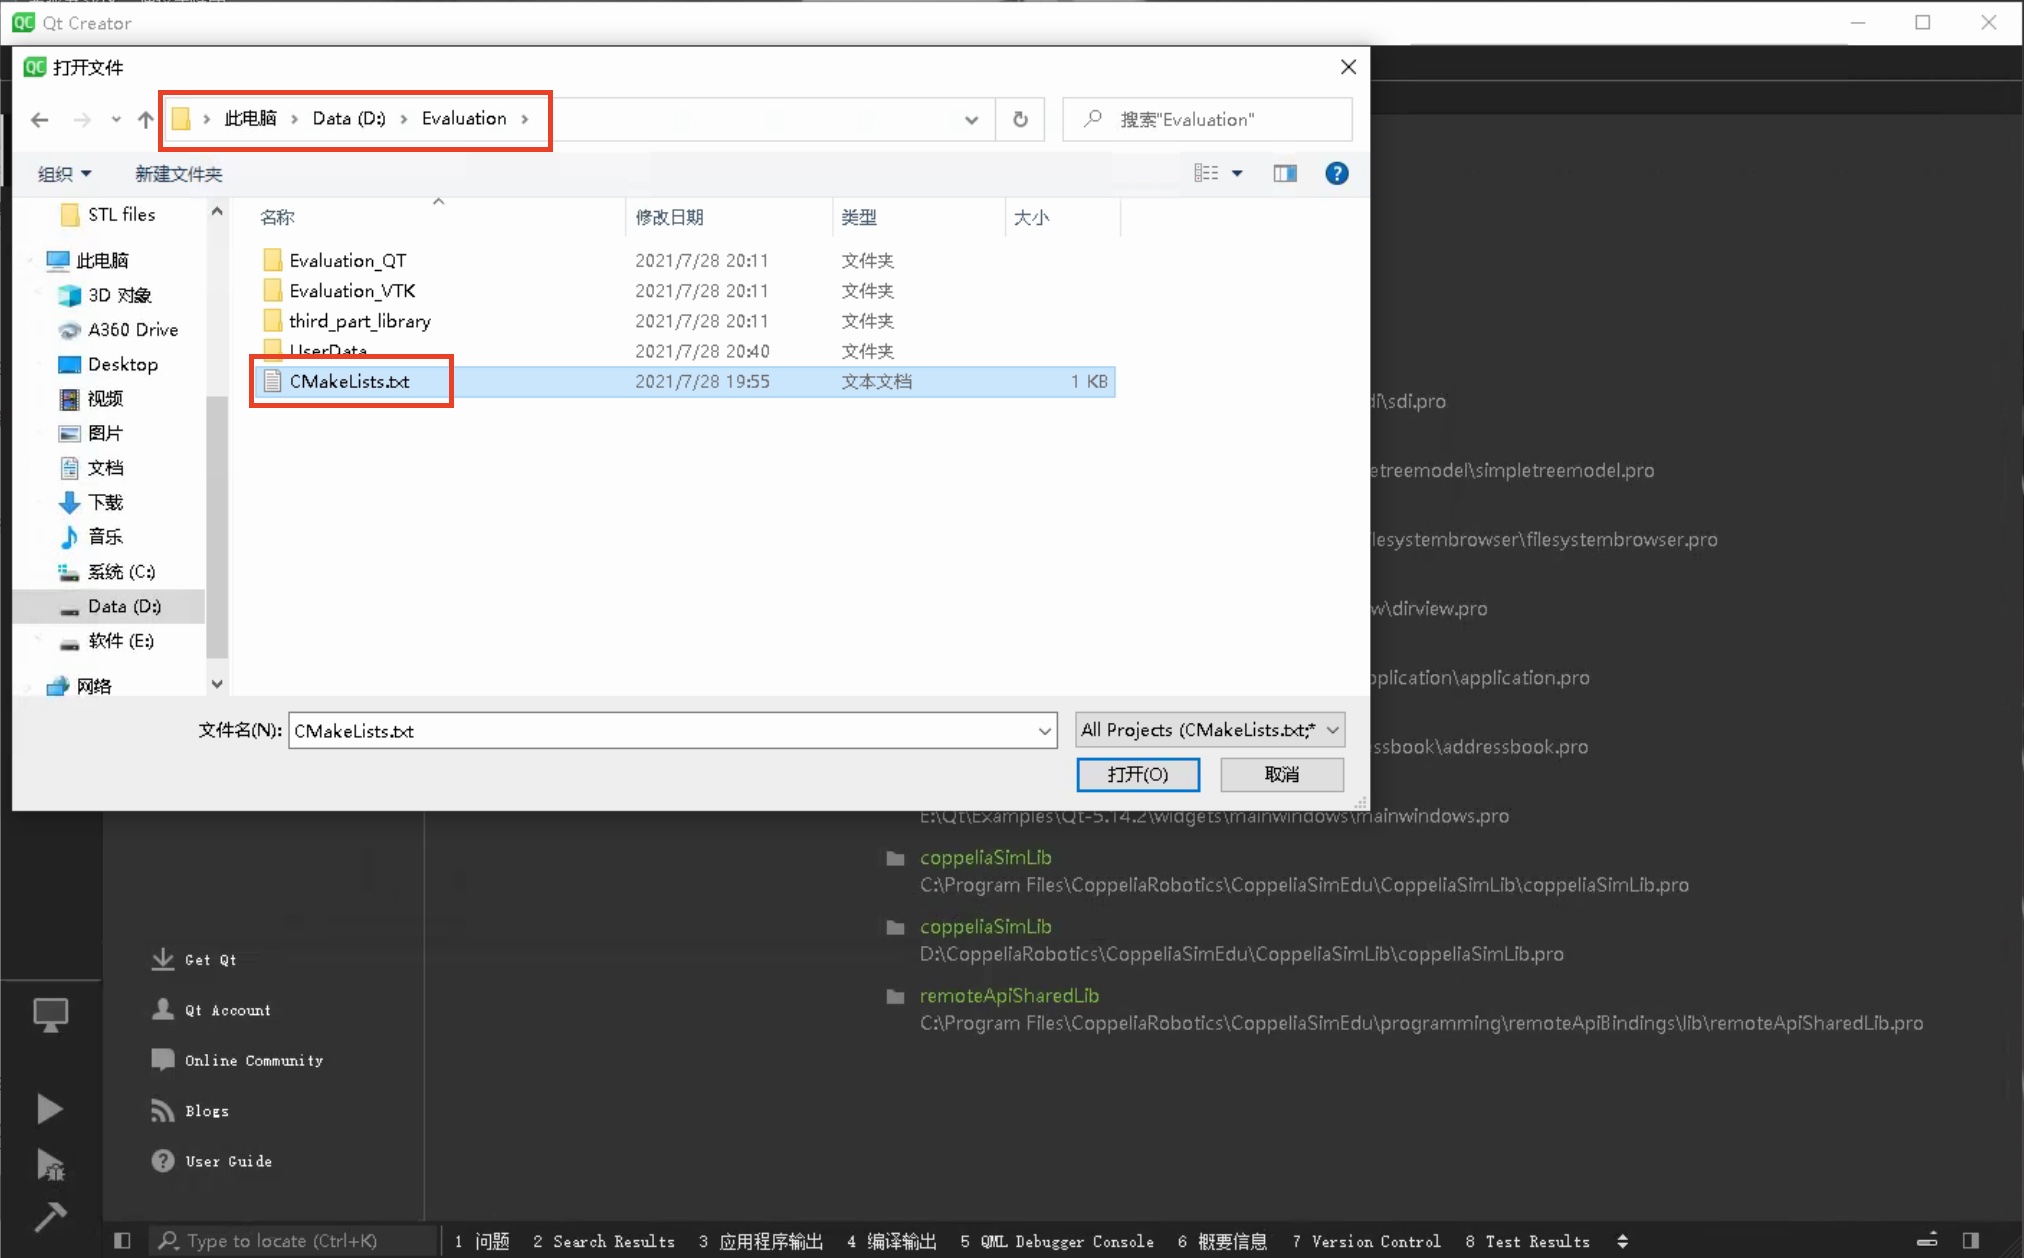 Qt Creator
打开文件
此电脑 > Data (D:) > Evaluation >
搜索"Evaluation"
组织
新建文件夹
名称 修改日期 类型 大小
STL files
此电脑
3D 对象
A360 Drive
Desktop
视频
图片
文档
下载
音乐
系统 (C:)
Data (D:)
软件 (E:)
网络
Evaluation_QT 2021/7/28 20:11 文件夹
Evaluation_VTK 2021/7/28 20:11 文件夹
third_part_library 2021/7/28 20:11 文件夹
UserData 2021/7/28 20:40 文件夹
CMakeLists.txt 2021/7/28 19:55 文本文档 1 KB
文件名(N): CMakeLists.txt
All Projects (CMakeLists.txt;*
打开(O) 取消
\sdi.pro
etreemodel\simpletreemodel.pro
lesystembrowser\filesystembrowser.pro
w\dirview.pro
pplication\application.pro
ssbook\addressbook.pro
E:\Qt\Examples\Qt-5.14.2\widgets\mainwindows\mainwindows.pro
coppeliaSimLib
C:\Program Files\CoppeliaRobotics\CoppeliaSimEdu\CoppeliaSimLib\coppeliaSimLib.pro
coppeliaSimLib
D:\CoppeliaRobotics\CoppeliaSimEdu\CoppeliaSimLib\coppeliaSimLib.pro
remoteApiSharedLib
C:\Program Files\CoppeliaRobotics\CoppeliaSimEdu\programming\remoteApiBindings\lib\remoteApiSharedLib.pro
Get Qt
Qt Account
Online Community
Blogs
User Guide
Type to locate (Ctrl+K)
1 问题 2 Search Results 3 应用程序输出 4 编译输出 5 QML Debugger Console 6 概要信息 7 Version Control 8 Test Results